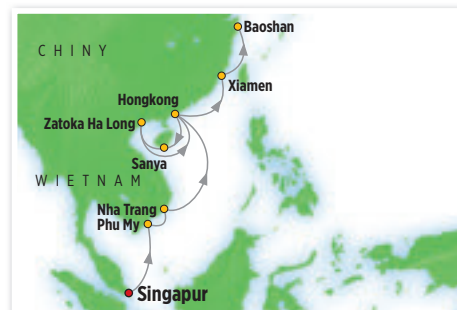 Baoshan
CHINY
Xiamen
Hongkong
Zatoka Ha Long
Sanya
WIETNAM
Nha Trang
Phu My
Singapur